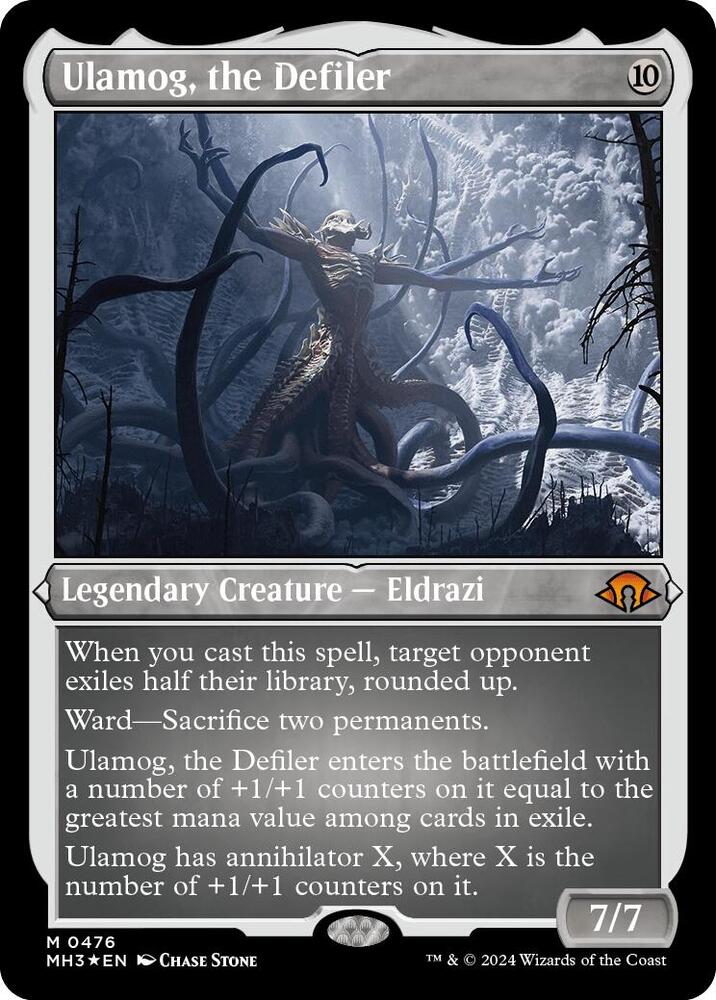 Ulamog, the Defiler 10
Legendary Creature — Eldrazi
When you cast this spell, target opponent
exiles half their library, rounded up.
Ward—Sacrifice two permanents.
Ulamog, the Defiler enters the battlefield with
a number of +1/+1 counters on it equal to the
greatest mana value among cards in exile.
Ulamog has annihilator X, where X is the
number of +1/+1 counters on it.
7/7
M 0476
MH3★EN Chase Stone ™ & © 2024 Wizards of the Coast